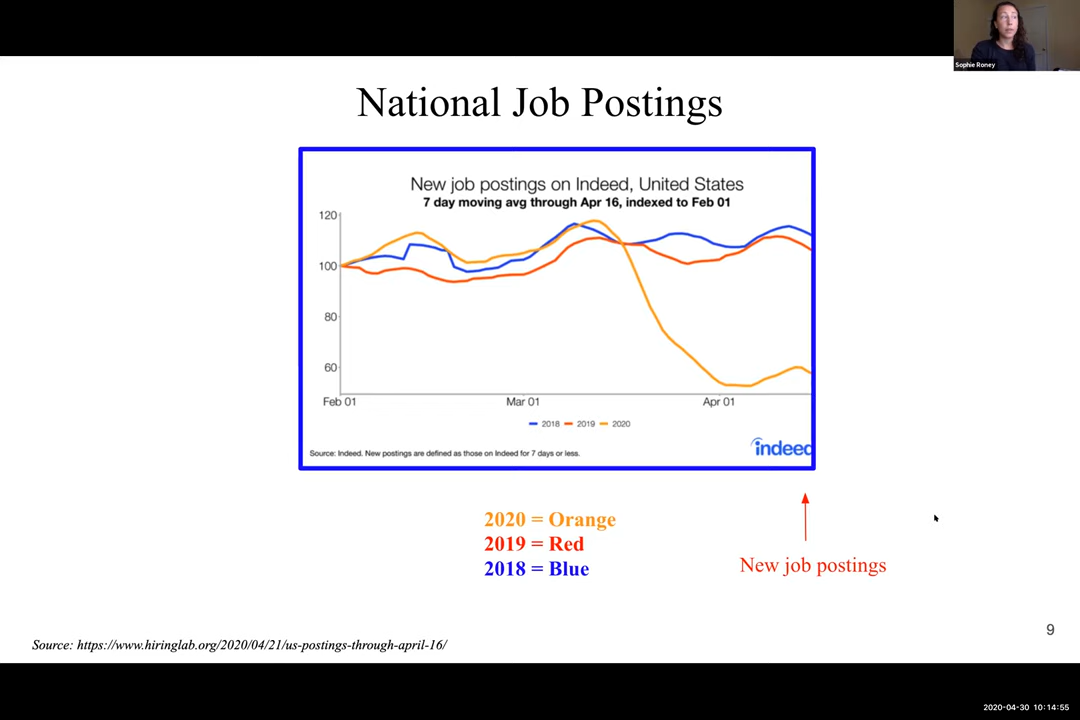 Sophie Roney
National Job Postings
New job postings on Indeed, United States
7 day moving avg through Apr 16, indexed to Feb 01
120
100
80
60
Feb 01
Mar 01
Apr 01
2018 2019 2020
Source: Indeed. New postings are defined as those on Indeed for 7 days or less.
indeed
2020 = Orange
2019 = Red
2018 = Blue
New job postings
9
Source: https://www.hiringlab.org/2020/04/21/us-postings-through-april-16/
2020-04-30 10:14:55